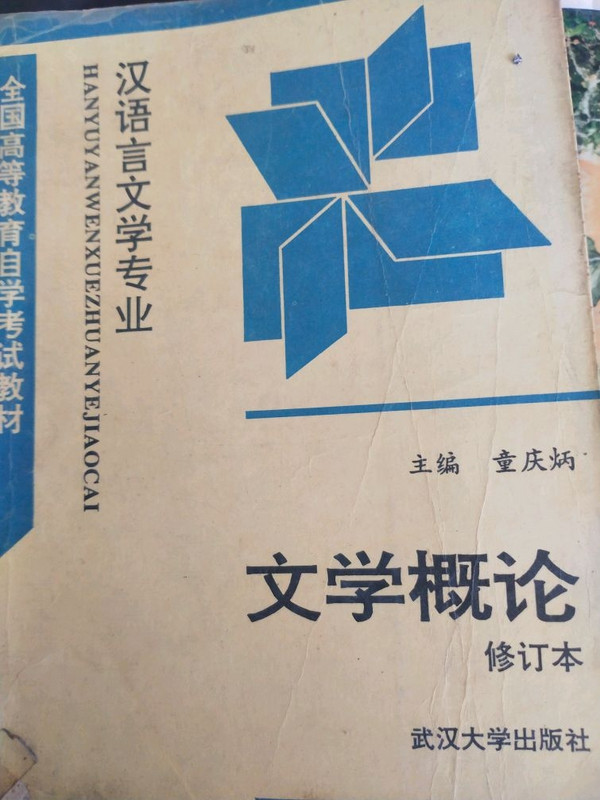 全国高等教育自学考试教材
汉语言文学专业
HANYUYANWENXUEZHUANYEJIAOCAI
主编 童庆炳
文学概论
修订本
武汉大学出版社